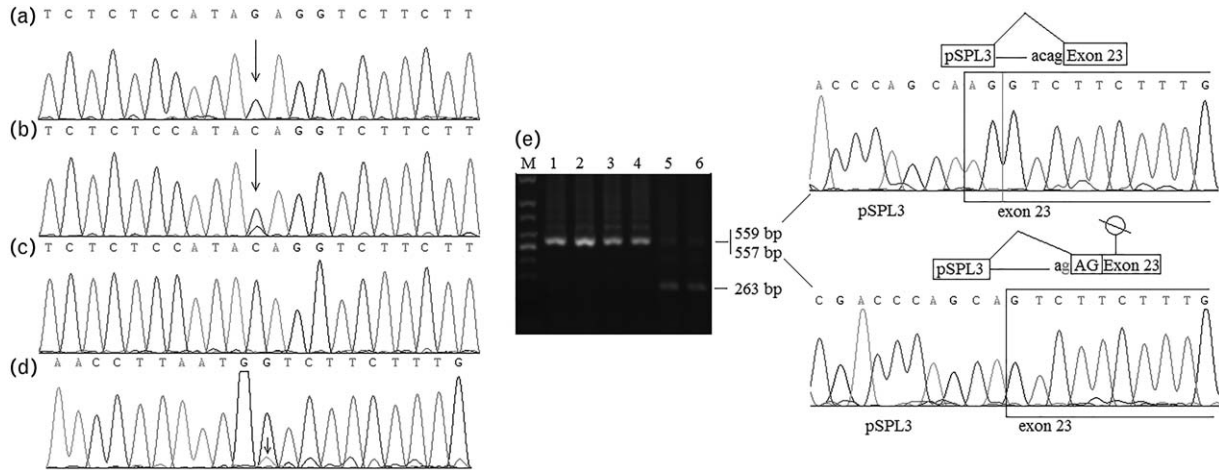 (a) T C T C T C C A T A G A G G T C T T C T T
(b) T C T C T C C A T A C A G G T C T T C T T
(c) T C T C T C C A T A C A G G T C T T C T T
(d) A A C C T T A A T G G T C T T C T T T G
(e)
M 1 2 3 4 5 6
559 bp
557 bp
263 bp
pSPL3 acag Exon 23
A C C C A G C A A G G T C T T C T T T G
pSPL3 exon 23
pSPL3 ag AG Exon 23
C G A C C C A G C A G T C T T C T T T G
pSPL3 exon 23